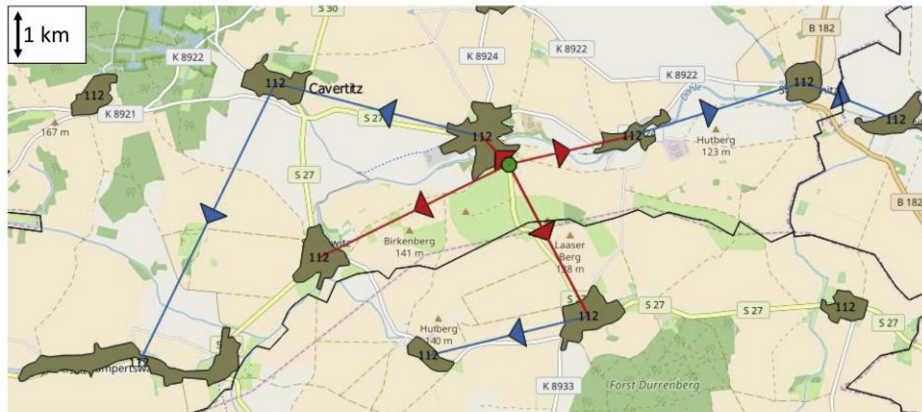 1 km
S 30
B 182
K 8922
K 8924
K 8922
112
Cavertitz
K 8922
112
112
K 8921
Dahle
112
167 m
S 27
112
112
Hutberg
123 m
S 27
B 182
Birkenberg
141 m
Laaser
Berg
112
S 27
S 27
112
112
S 27
Hutberg
140 m
112
112
K 8933
Forst Durrenberg